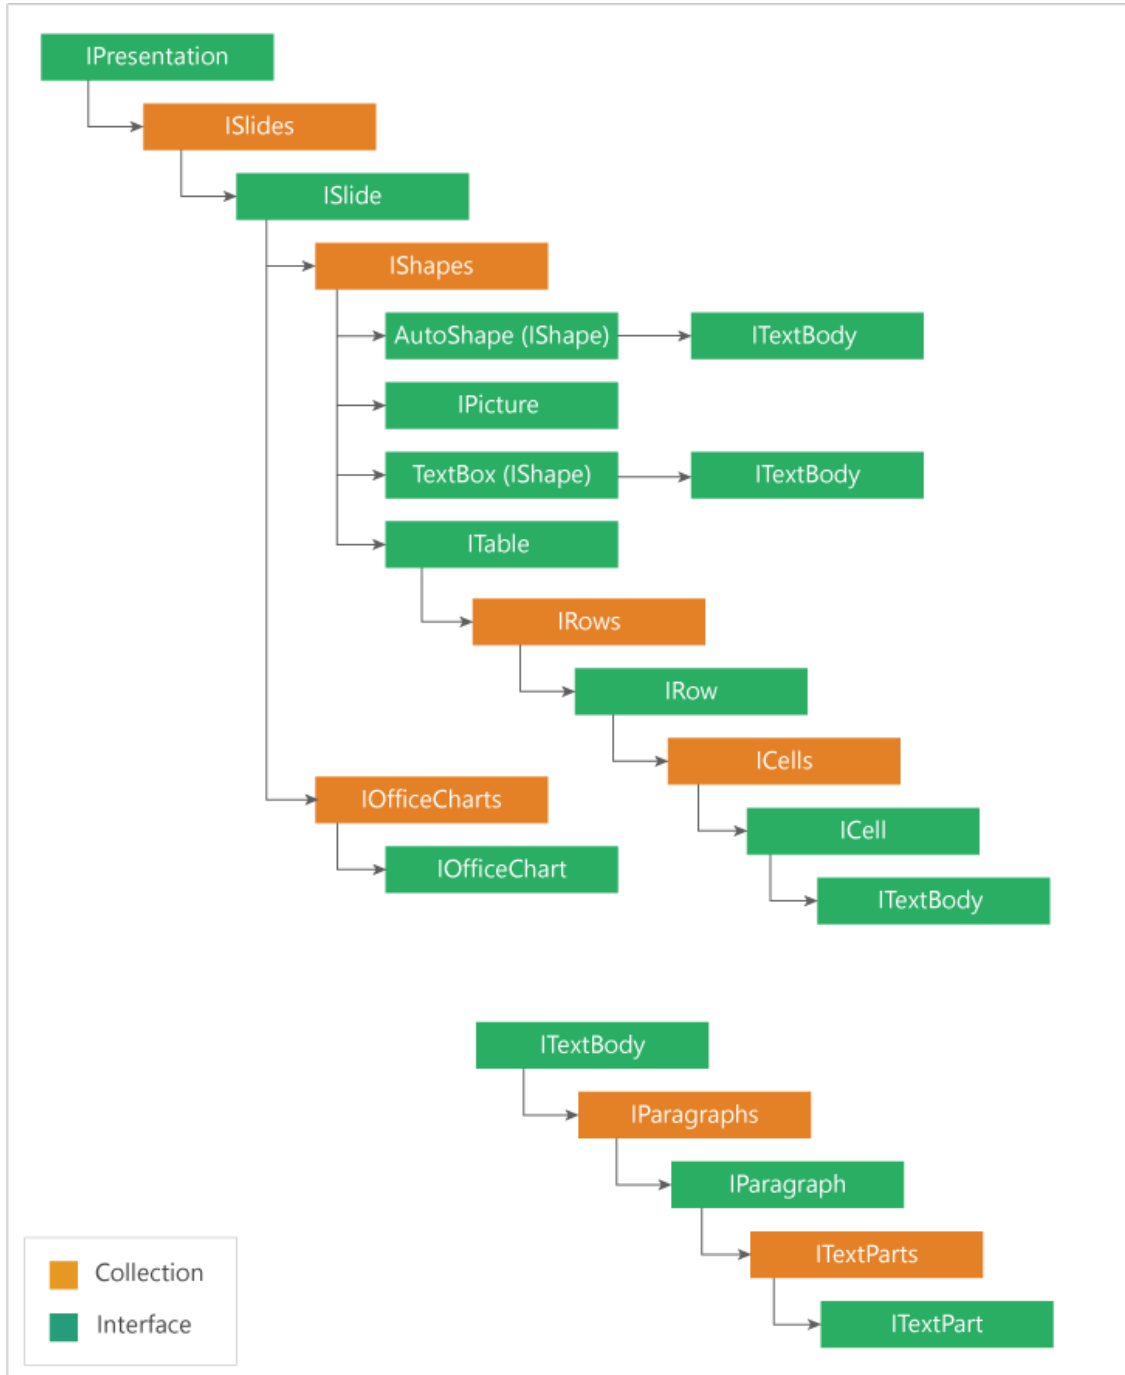 IPresentation
ISlides
ISlide
IShapes
AutoShape (IShape)
ITextBody
IPicture
TextBox (IShape)
ITextBody
ITable
IRows
IRow
ICells
IOfficeCharts
ICell
IOfficeChart
ITextBody
ITextBody
IParagraphs
IParagraph
ITextParts
ITextPart
Collection
Interface